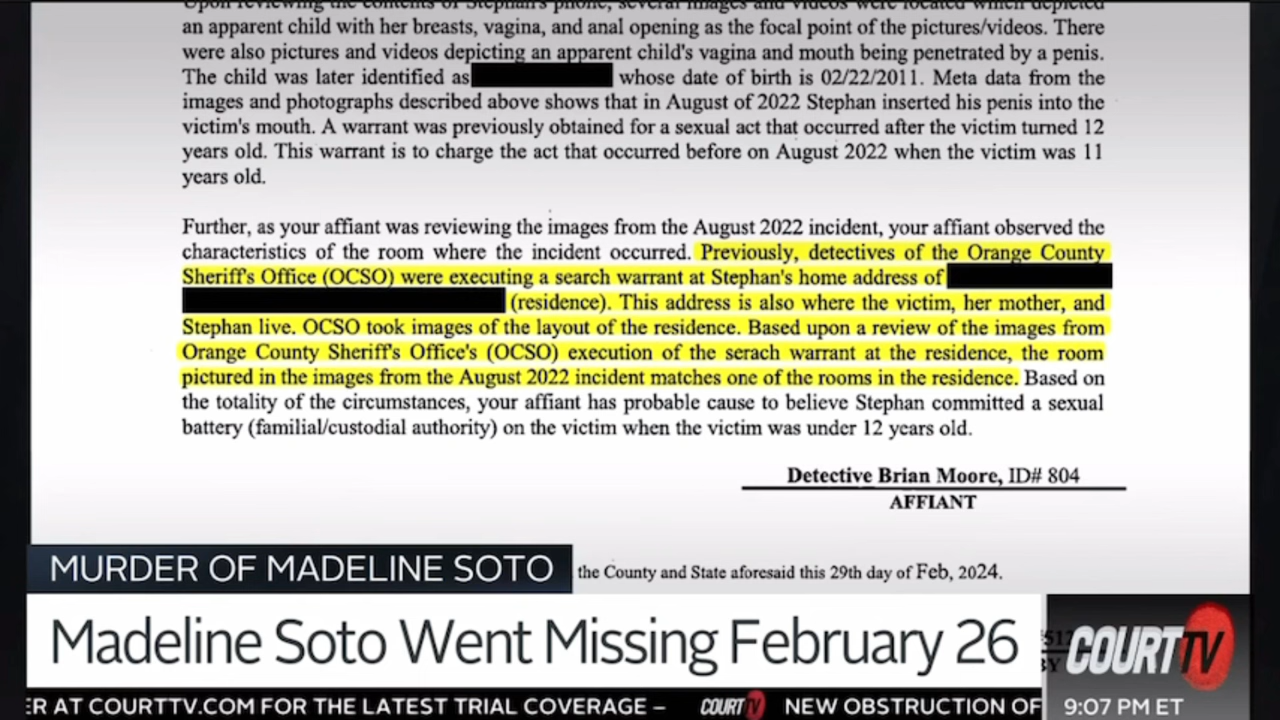 Upon reviewing the contents of Stephan's phone, several images and videos were located which depicted
an apparent child with her breasts, vagina, and anal opening as the focal point of the pictures/videos. There
were also pictures and videos depicting an apparent child's vagina and mouth being penetrated by a penis.
The child was later identified as whose date of birth is 02/22/2011. Meta data from the
images and photographs described above shows that in August of 2022 Stephan inserted his penis into the
victim's mouth. A warrant was previously obtained for a sexual act that occurred after the victim turned 12
years old. This warrant is to charge the act that occurred before on August 2022 when the victim was 11
years old.
Further, as your affiant was reviewing the images from the August 2022 incident, your affiant observed the
characteristics of the room where the incident occurred. Previously, detectives of the Orange County
Sheriff's Office (OCSO) were executing a search warrant at Stephan's home address of
(residence). This address is also where the victim, her mother, and
Stephan live. OCSO took images of the layout of the residence. Based upon a review of the images from
Orange County Sheriff's Office's (OCSO) execution of the serach warrant at the residence, the room
pictured in the images from the August 2022 incident matches one of the rooms in the residence. Based on
the totality of the circumstances, your affiant has probable cause to believe Stephan committed a sexual
battery (familial/custodial authority) on the victim when the victim was under 12 years old.
Detective Brian Moore, ID# 804
AFFIANT
the County and State aforesaid this 29th day of Feb, 2024.
MURDER OF MADELINE SOTO
Madeline Soto Went Missing February 26
COURT TV
ER AT COURTTV.COM FOR THE LATEST TRIAL COVERAGE – COURT TV NEW OBSTRUCTION OF
9:07 PM ET